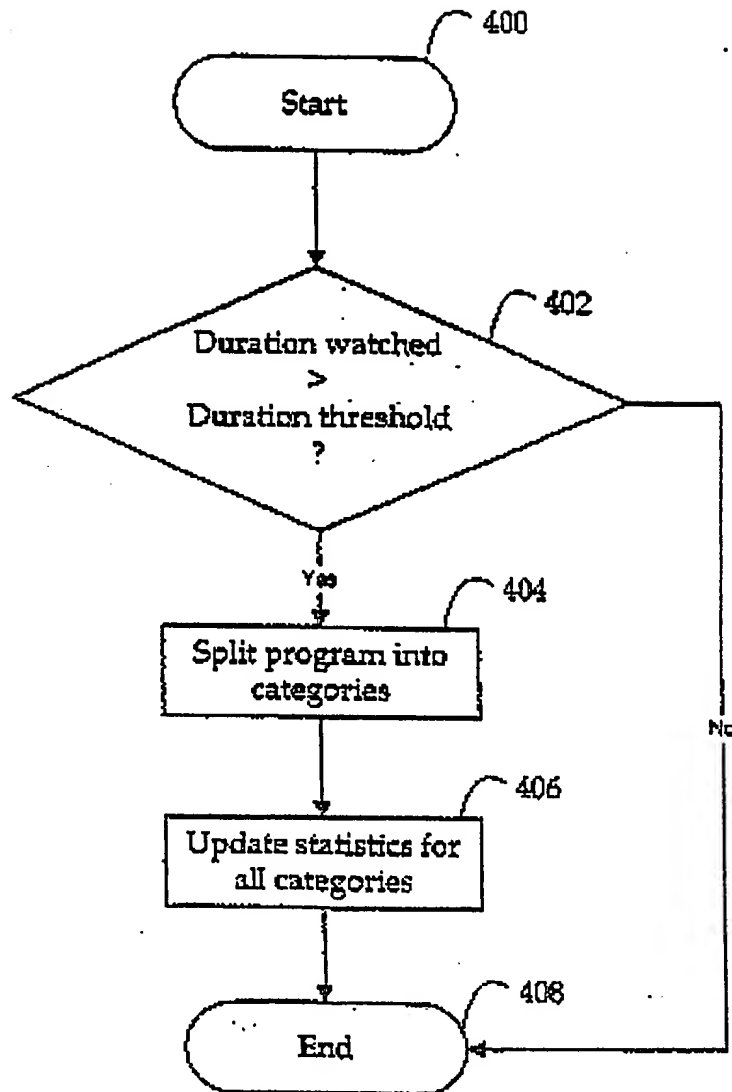 400
Start
402
Duration watched
>
Duration threshold
?
Yes
404
Split program into
categories
No
406
Update statistics for
all categories
408
End